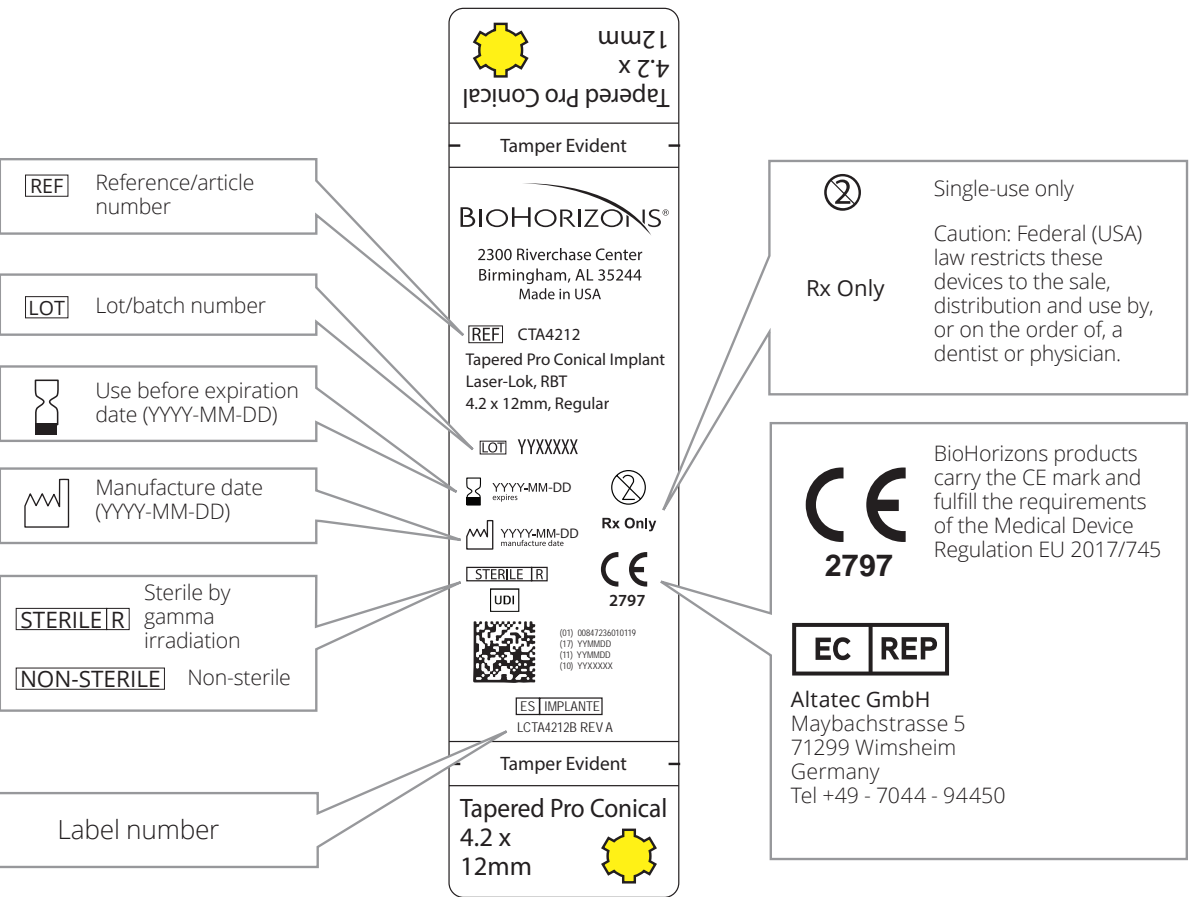 Tapered Pro Conical
4.2 x
12mm
Tamper Evident
BIOHORIZONS®
2300 Riverchase Center
Birmingham, AL 35244
Made in USA
REF CTA4212
Tapered Pro Conical Implant
Laser-Lok, RBT
4.2 x 12mm, Regular
LOT YYXXXXX
YYYY-MM-DD
expires
YYYY-MM-DD
manufacture date
2
Rx Only
STERILE R
CE
2797
UDI
(01) 00847236010119
(17) YYMMDD
(11) YYMMDD
(10) YYXXXXX
ES IMPLANTE
LCTA4212B REV A
Tamper Evident
Tapered Pro Conical
4.2 x
12mm
REF Reference/article
number
LOT Lot/batch number
Use before expiration
date (YYYY-MM-DD)
Manufacture date
(YYYY-MM-DD)
STERILE R Sterile by
gamma
irradiation
NON-STERILE Non-sterile
Label number
2 Single-use only
Rx Only
Caution: Federal (USA)
law restricts these
devices to the sale,
distribution and use by,
or on the order of, a
dentist or physician.
CE
2797
BioHorizons products
carry the CE mark and
fulfill the requirements
of the Medical Device
Regulation EU 2017/745
EC REP
Altatec GmbH
Maybachstrasse 5
71299 Wimsheim
Germany
Tel +49 - 7044 - 94450